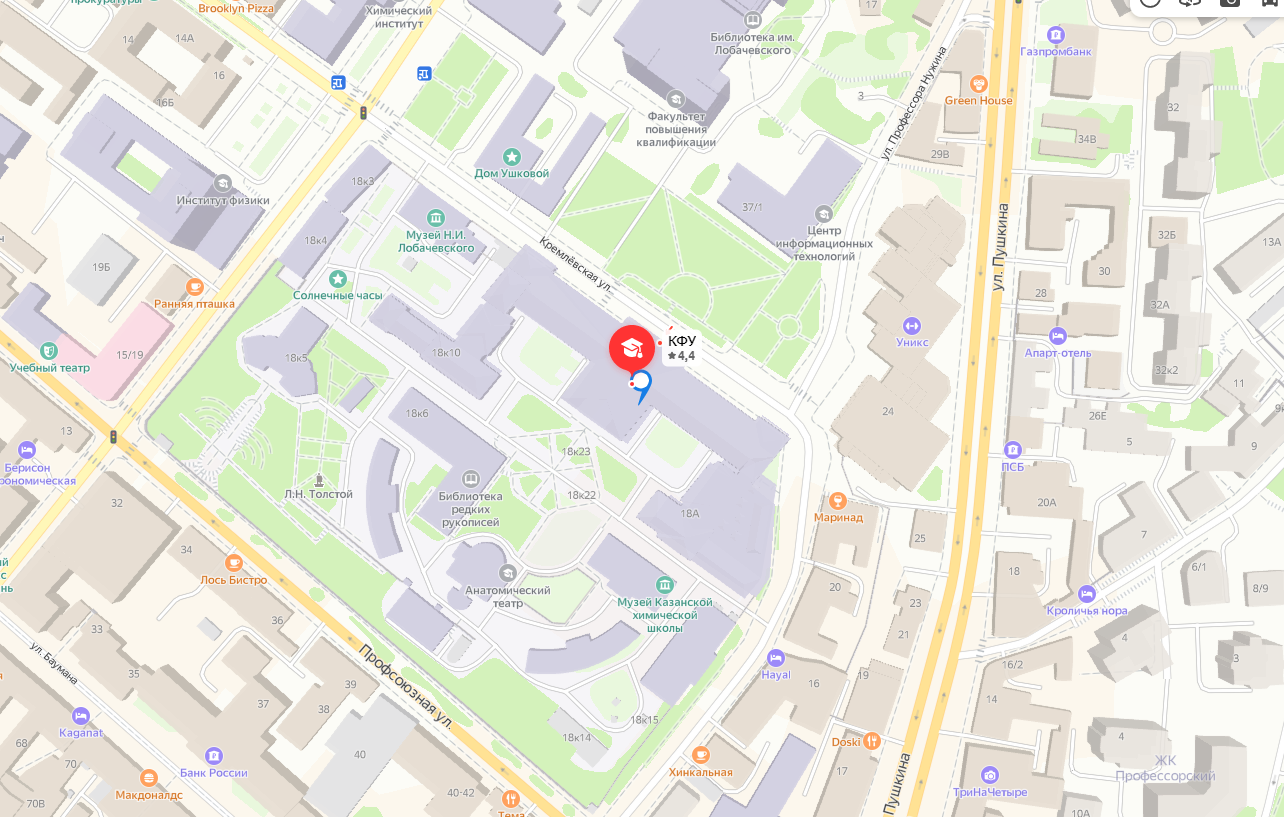 прокуратуры
Brooklyn Pizza
Химический
институт
Библиотека им.
Лобачевского
17
Газпромбанк
14
14А
16
16Б
3
Green House
32
Факультет
повышения
квалификации
ул. Профессора Нужина
34В
29В
Дом Ушковой
18к3
Институт физики
37/1
Музей Н.И.
Лобачевского
Центр
информационных
технологий
18к4
Кремлёвская ул.
ул. Пушкина
32Б
13А
30
19Б
Ранняя пташка
Солнечные часы
28
32А
Уникс
Апарт-отель
КФУ
4,4
15/19
Учебный театр
18к5
18к10
32к2
11
24
26Е
5
9
9
18к6
13
Берисон
18к23
ПСБ
Л.Н. Толстой
Библиотека
редких
рукописей
18к22
18А
Маринад
20А
32
25
7
34
Лось Бистро
Анатомический
театр
Музей Казанской
химической
школы
20
23
18
Кроличья нора
6/1
8/9
36
33
ул. Баумана
35
21
4
3
Профсоюзная ул.
39
37
38
Hayal
16
19
16/2
14
Kaganat
18к15
18к14
68
40
Doski
4
Банк России
70
Макдоналдс
Хинкальная
17
Пушкина
ЖК
Профессорский
ТриНаЧетыре
70В
40-42
Тема
10А